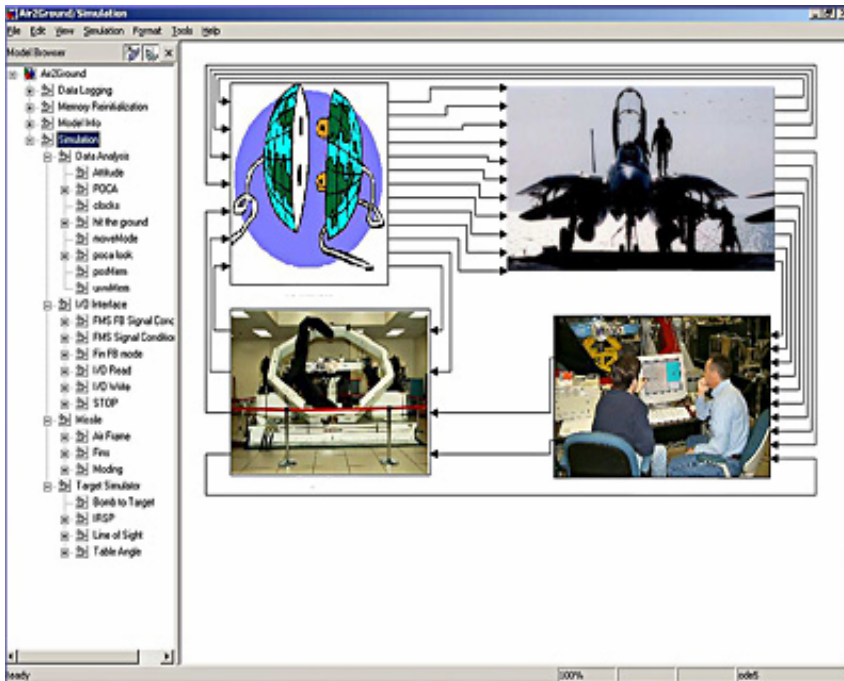 Air2Ground/Simulation
File Edit View Simulation Format Tools Help
Model Browser
Air2Ground
Data Logging
Memory Reinitialization
Model Info
Simulation
Data Analysis
Attitude
POCA
clocks
hit the ground
moveMode
poca look
posMem
uvwMem
I/O Interface
FMS FB Signal Conc
FMS Signal Condition
Fin FB mode
I/O Read
I/O Write
STOP
Missile
Air Frame
Fins
Moding
Target Simulator
Bomb to Target
IRSP
Line of Sight
Table Angle
Ready
100%
ode5